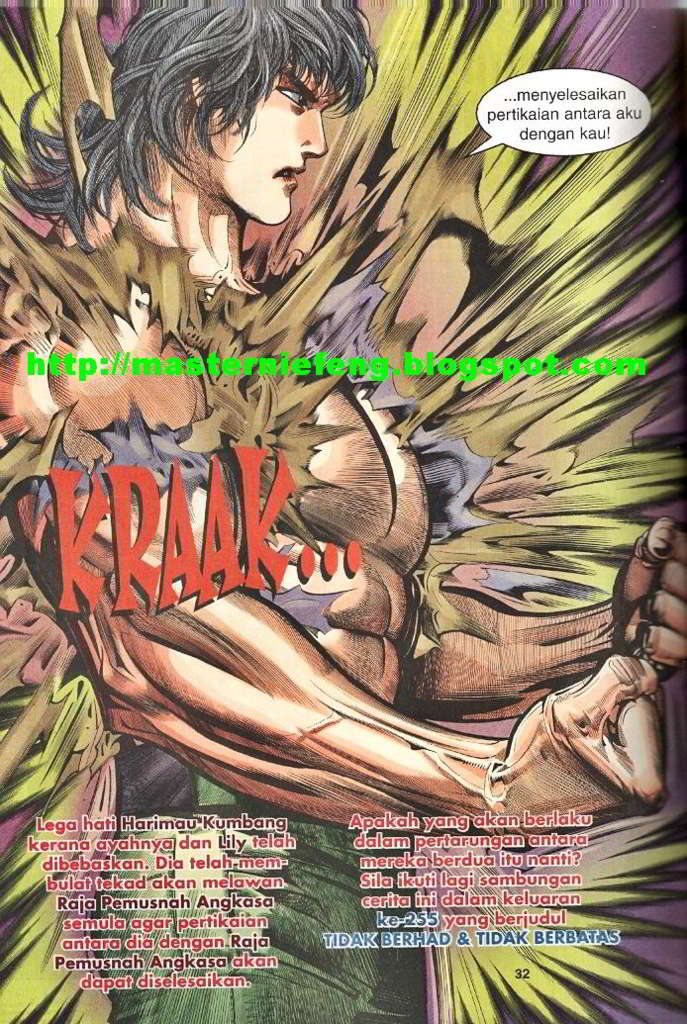 ...menyelesaikan
pertikaian antara aku
dengan kau!
http://masterniefeng.blogspot.com
KRAAK...
Lega hati Harimau Kumbang
kerana ayahnya dan Lily telah
dibebaskan. Dia telah mem-
bulat tekad akan melawan
Raja Pemusnah Angkasa
semula agar pertikaian
antara dia dengan Raja
Pemusnah Angkasa akan
dapat diselesaikan.
Apakah yang akan berlaku
dalam pertarungan antara
mereka berdua itu nanti?
Sila ikuti lagi sambungan
cerita ini dalam keluaran
ke-255 yang berjudul
TIDAK BERHAD & TIDAK BERBATAS
32